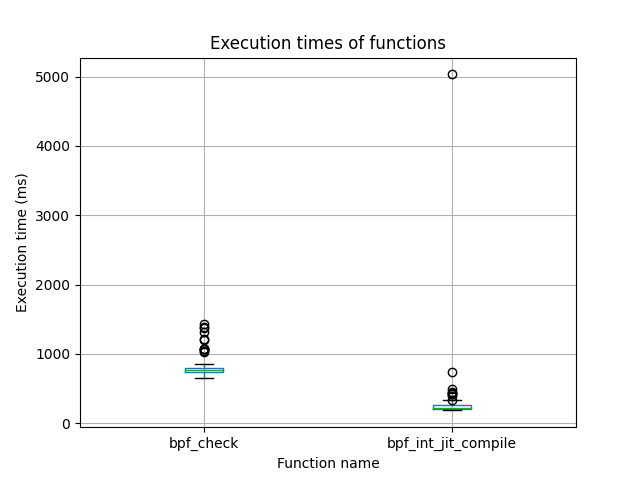 Execution times of functions
5000
4000
3000
2000
1000
0
Execution time (ms)
bpf_check
bpf_int_jit_compile
Function name